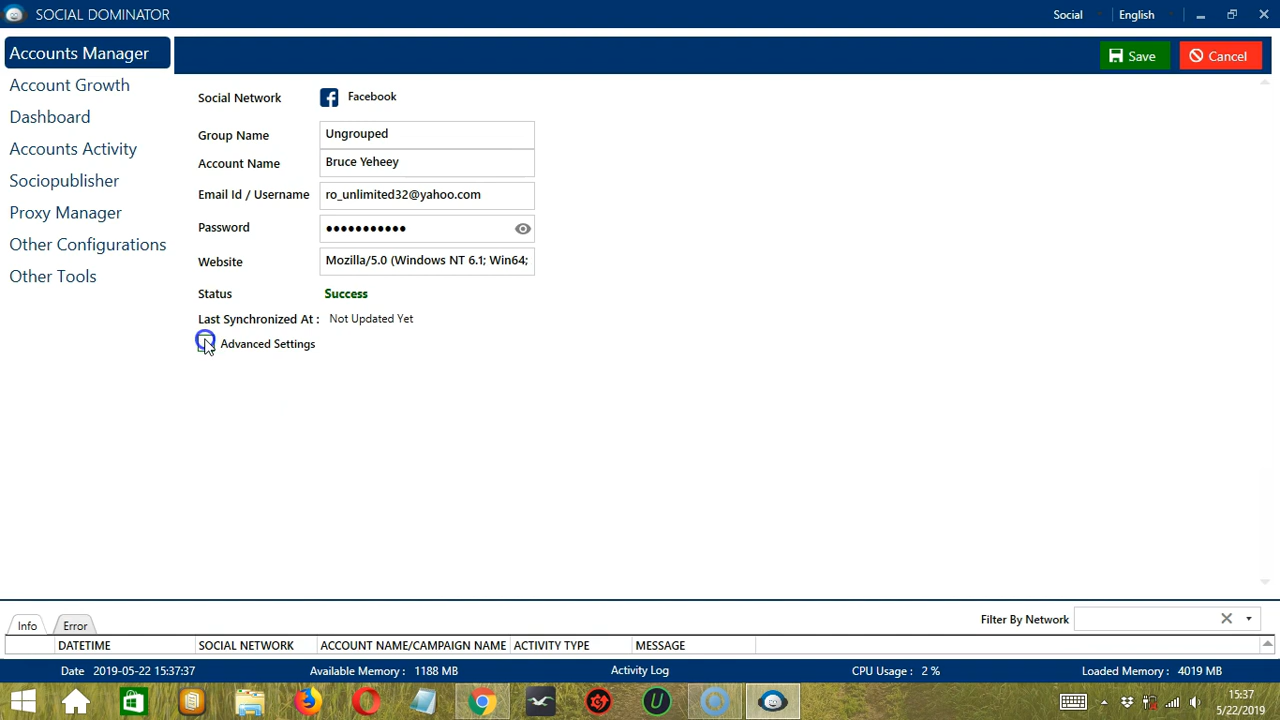 SOCIAL DOMINATOR
Social
English
Accounts Manager
Save
Cancel
Account Growth
Dashboard
Accounts Activity
Sociopublisher
Proxy Manager
Other Configurations
Other Tools
Social Network
Facebook
Group Name
Ungrouped
Account Name
Bruce Yeheey
Email Id / Username
ro_unlimited32@yahoo.com
Password
•••••••••••
Website
Mozilla/5.0 (Windows NT 6.1; Win64;
Status
Success
Last Synchronized At :
Not Updated Yet
Advanced Settings
Info
Error
Filter By Network
DATETIME
SOCIAL NETWORK
ACCOUNT NAME/CAMPAIGN NAME
ACTIVITY TYPE
MESSAGE
Date 2019-05-22 15:37:37
Available Memory : 1188 MB
Activity Log
CPU Usage : 2 %
Loaded Memory : 4019 MB
15:37
5/22/2019